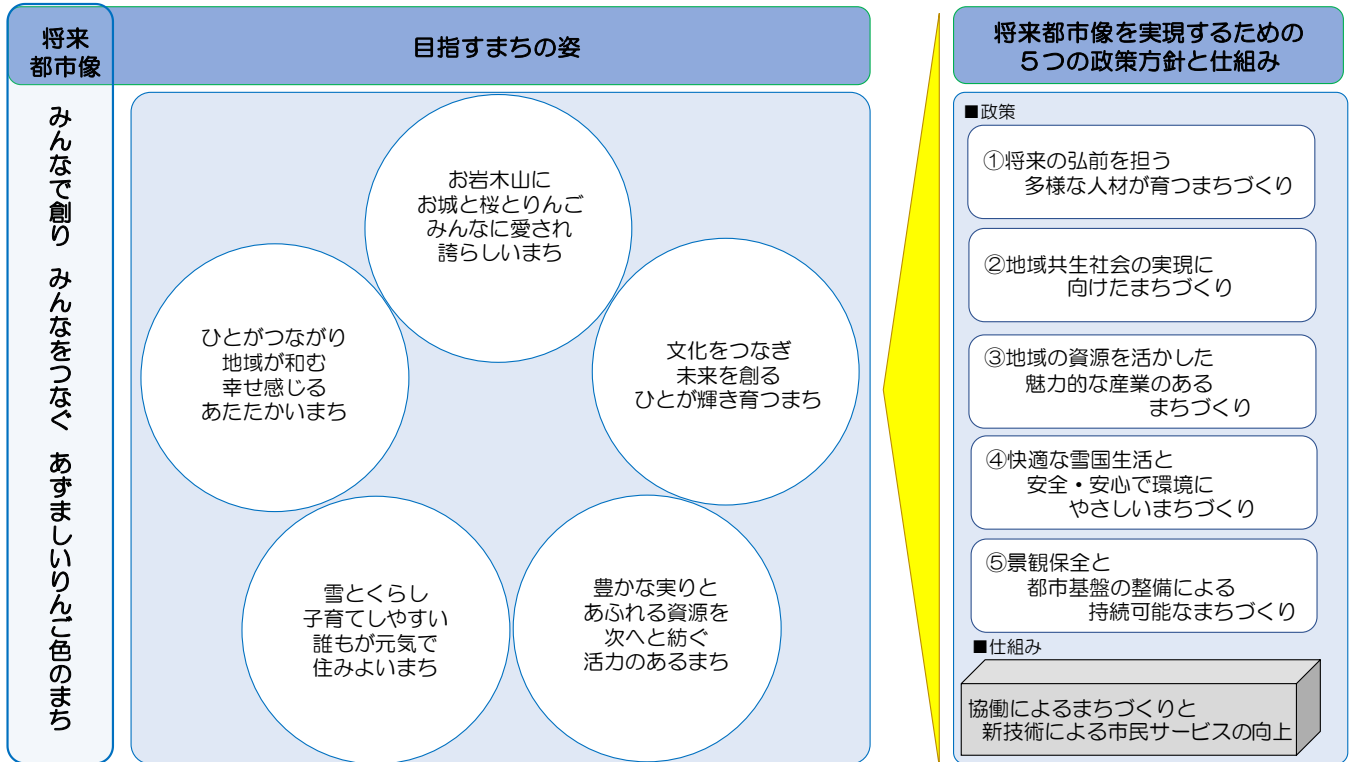 将来
都市像
みんなで創り みんなをつなぐ あずましいりんご色のまち
目指すまちの姿
お岩木山に
お城と桜とりんご
みんなに愛され
誇らしいまち
ひとがつながり
地域が和む
幸せ感じる
あたたかいまち
文化をつなぎ
未来を創る
ひとが輝き育つまち
雪とくらし
子育てしやすい
誰もが元気で
住みよいまち
豊かな実りと
あふれる資源を
次へと紡ぐ
活力のあるまち
将来都市像を実現するための
５つの政策方針と仕組み
■政策
①将来の弘前を担う
多様な人材が育つまちづくり
②地域共生社会の実現に
向けたまちづくり
③地域の資源を活かした
魅力的な産業のある
まちづくり
④快適な雪国生活と
安全・安心で環境に
やさしいまちづくり
⑤景観保全と
都市基盤の整備による
持続可能なまちづくり
■仕組み
協働によるまちづくりと
新技術による市民サービスの向上